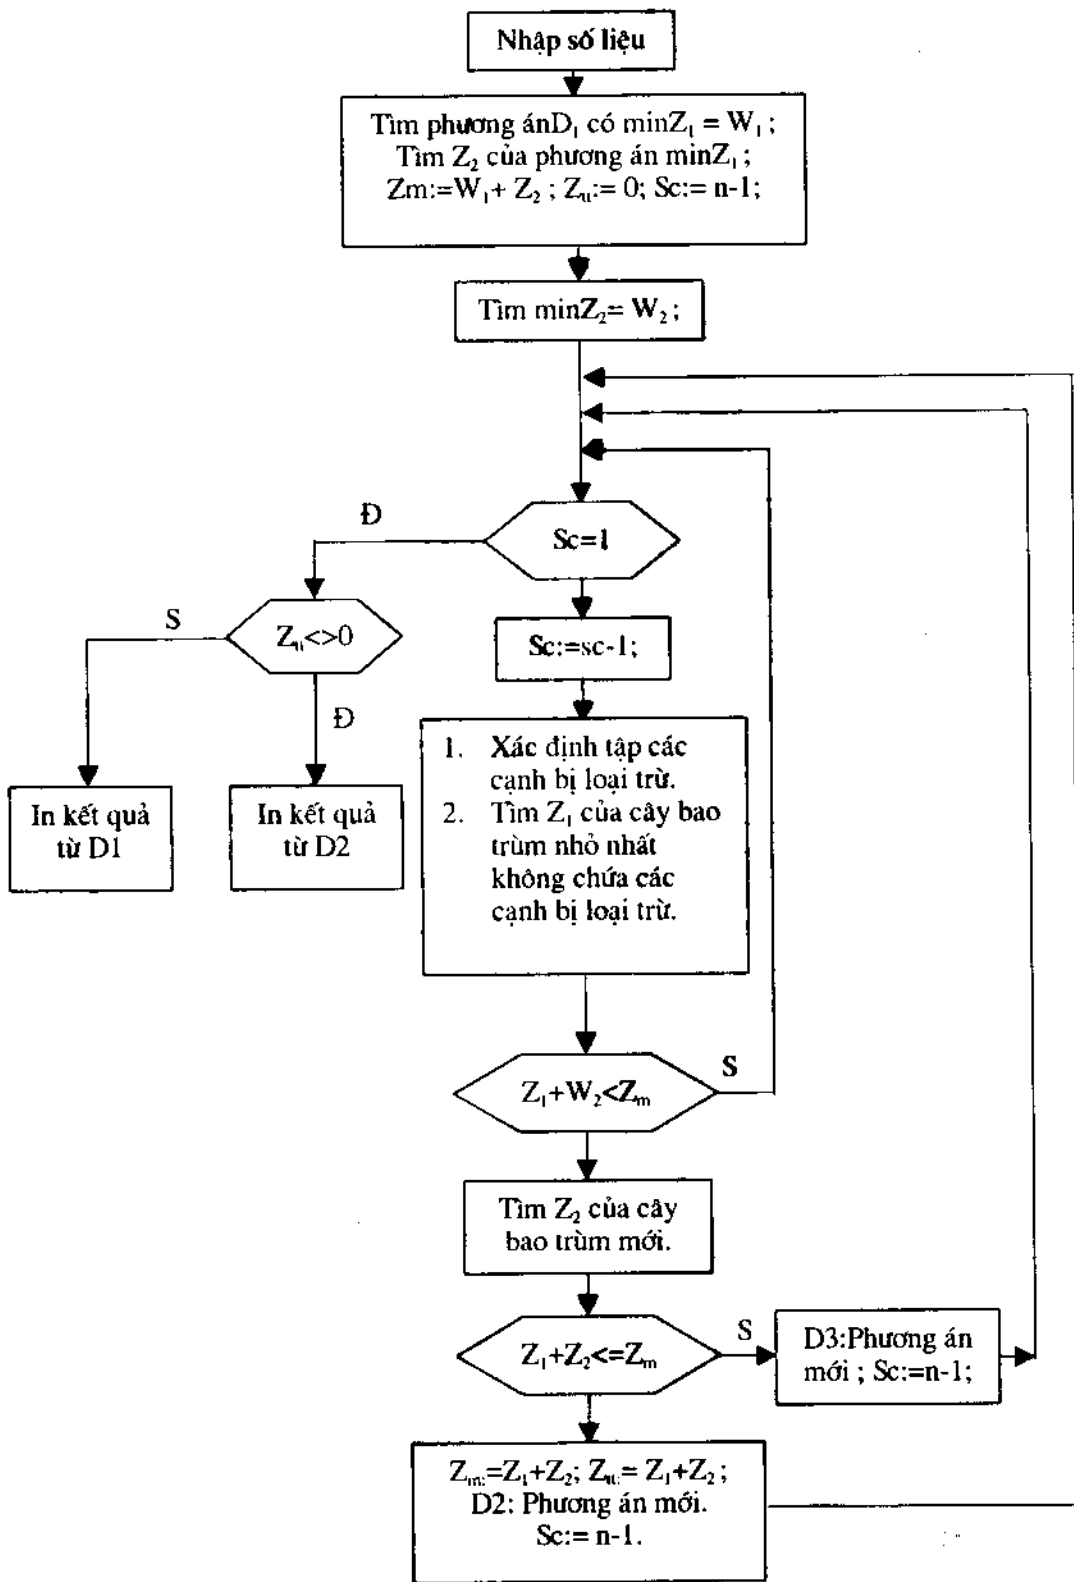 Nhập số liệu
Tìm phương ánD₁ có minZ₁ = W₁ ;
Tìm Z₂ của phương án minZ₁ ;
Zm:=W₁+ Z₂ ; Zᵤ:= 0; Sc:= n-1;
Tìm minZ₂= W₂ ;
Đ
Sc=1
S
Zᵤ<>0
Sc:=sc-1;
Đ
1. Xác định tập các
cạnh bị loại trừ.
2. Tìm Z₁ của cây bao
trùm nhỏ nhất
không chứa các
cạnh bị loại trừ.
In kết quả
từ D1
In kết quả
từ D2
S
Z₁+W₂<Zₘ
Tìm Z₂ của cây
bao trùm mới.
S
Z₁+Z₂<=Zₘ
D3:Phương án
mới ; Sc:=n-1;
Zₘ:=Z₁+Z₂; Zᵤ:= Z₁+Z₂ ;
D2: Phương án mới.
Sc:= n-1.